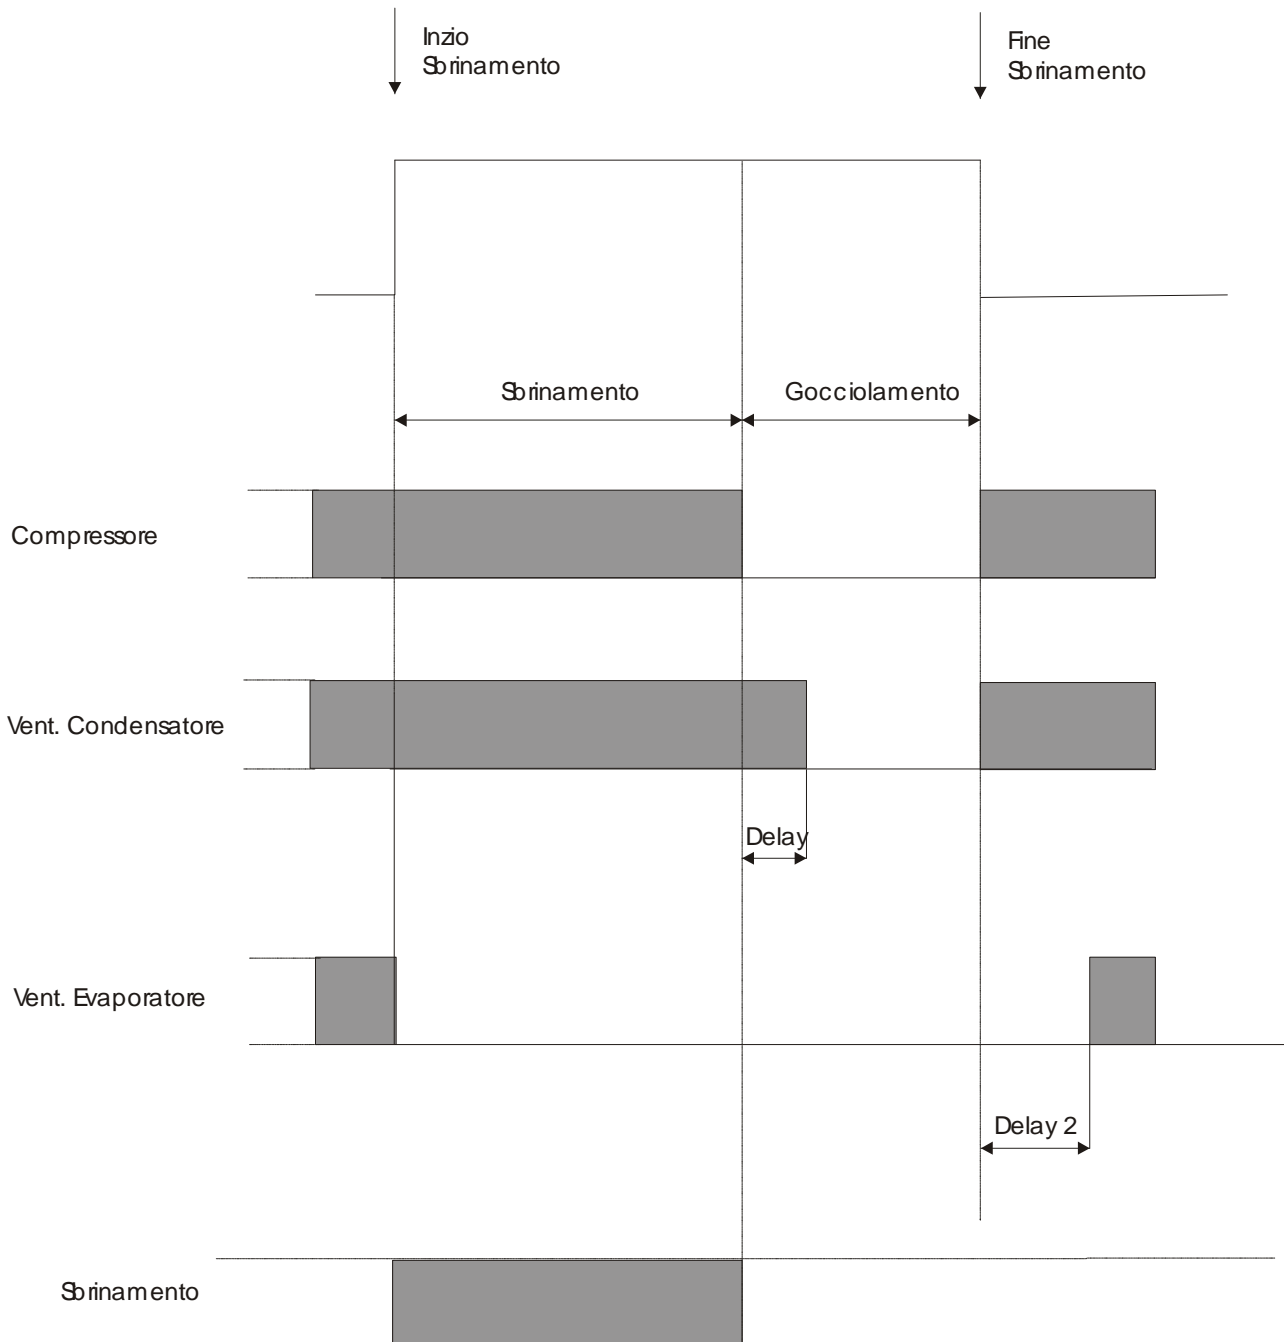 Inzio
Sbrinamento
Fine
Sbrinamento
Sbrinamento
Gocciolamento
Compressore
Vent. Condensatore
Delay
Vent. Evaporatore
Delay 2
Sbrinamento